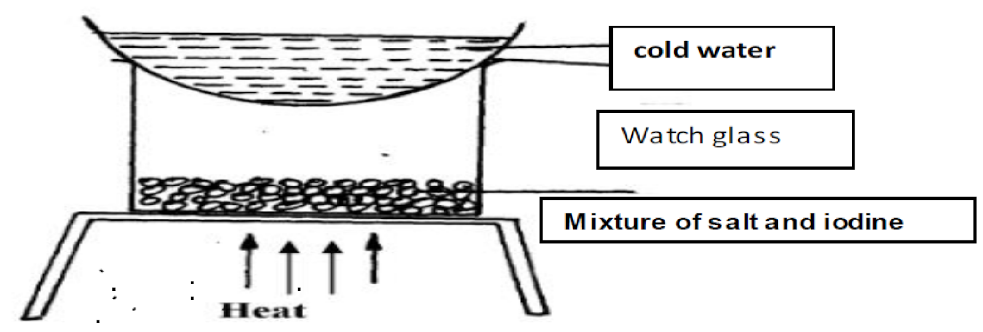 cold water
Watch glass
Mixture of salt and iodine
Heat